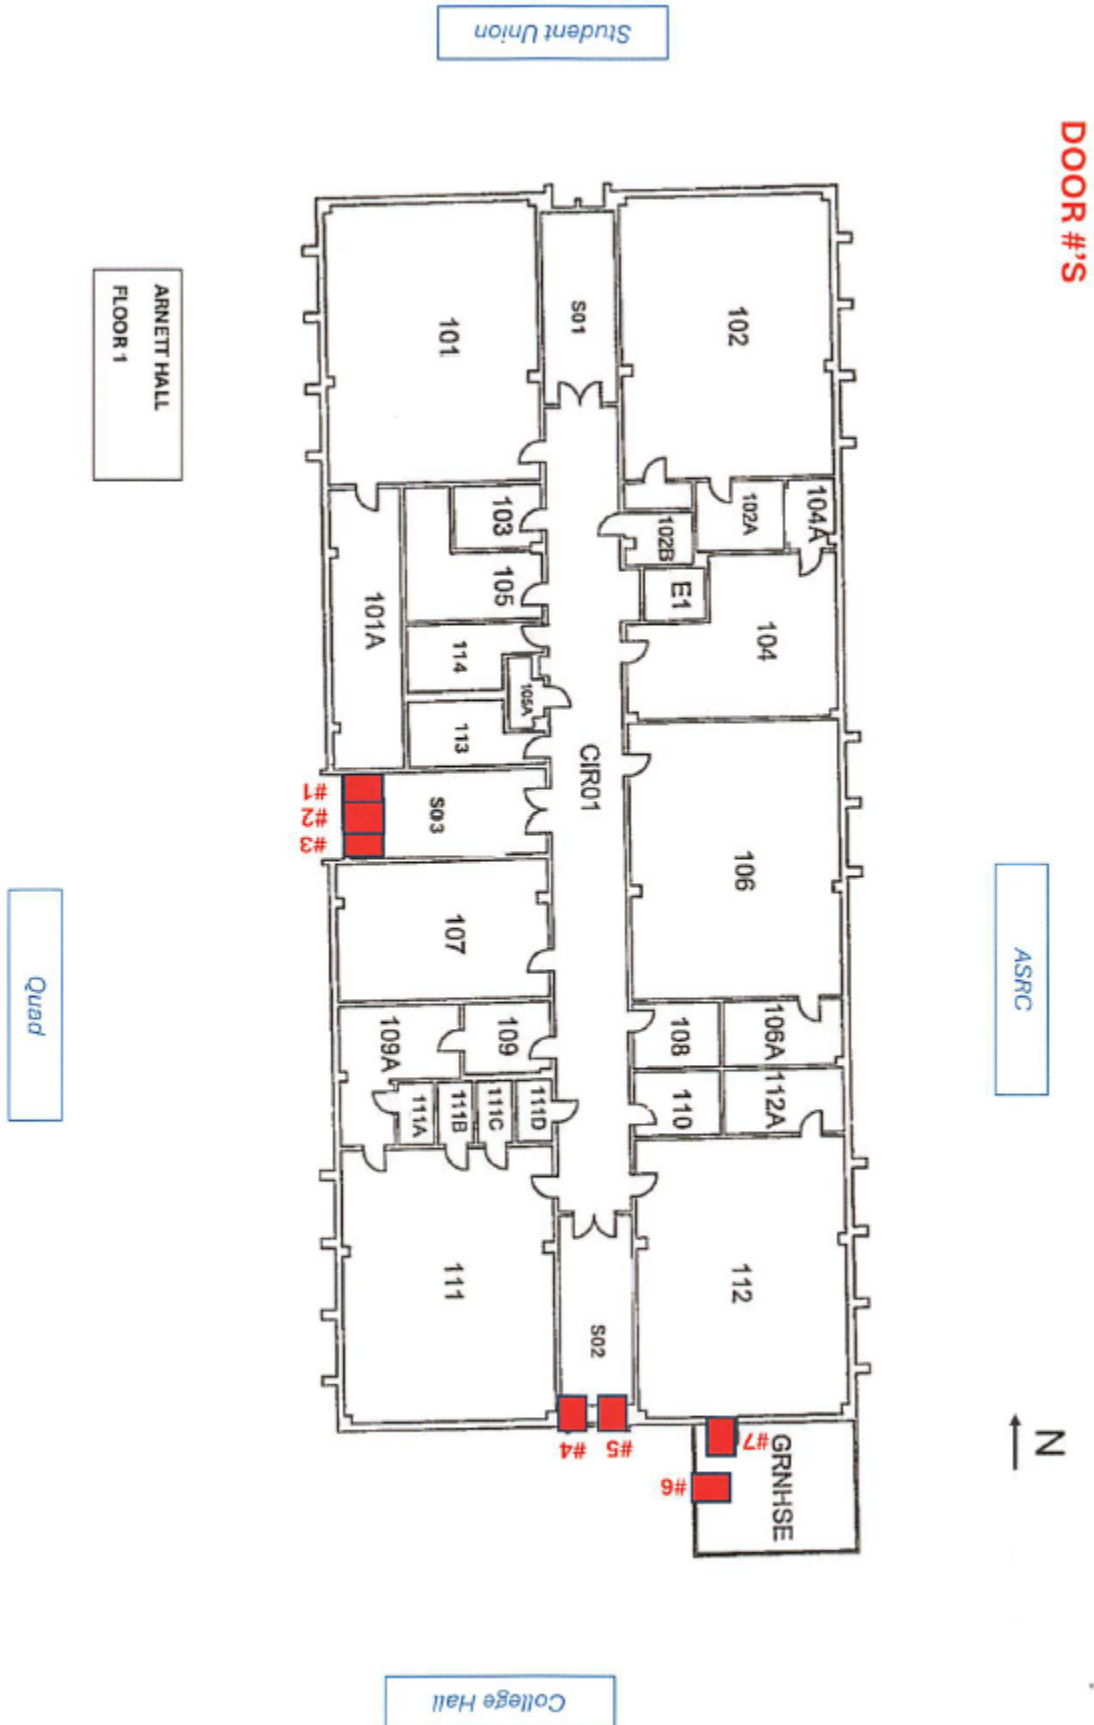 Student Union
DOOR #'S
ARNETT HALL
FLOOR 1
101
S01
102
103
102A
104A
102B
105
E1
101A
104
114
105A
113
CIR01
#1
#2
#3
S03
106
107
ASRC
Quad
109A
109
108
106A
111A
111B
111C
111D
110
112A
111
112
S02
#4
#5
#7
#6
GRNHSE
N
College Hall